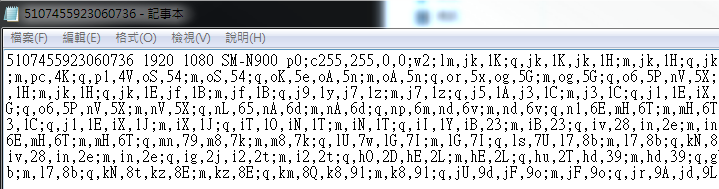 5107455923060736 - 記事本
檔案(F) 編輯(E) 格式(O) 檢視(V) 說明(H)
5107455923060736 1920 1080 SM-N900 p0;c255,255,0,0;w2;lm,jk,1K;q,jk,1K,jk,1H;m,jk,1H;q,jk
;m,pc,4K;q,pl,4V,oS,54;m,oS,54;q,oK,5e,oA,5n;m,oA,5n;q,or,5x,og,5G;m,og,5G;q,o6,5P,nV,5X;
,1H;m,jk,1H;q,jk,1E,jf,1B;m,jf,1B;q,j9,1y,j7,1z;m,j7,1z;q,j5,1A,j3,1C;m,j3,1C;q,j1,1E,iX,
G;q,o6,5P,nV,5X;m,nV,5X;q,nL,65,nA,6d;m,nA,6d;q,np,6m,nd,6v;m,nd,6v;q,nl,6E,mH,6T;m,mH,6T
3,1C;q,j1,1E,iX,1J;m,iX,1J;q,iT,1O,iN,1T;m,iN,1T;q,iI,1Y,iB,23;m,iB,23;q,iv,28,in,2e;m,in
6E,mH,6T;m,mH,6T;q,mn,79,m8,7k;m,m8,7k;q,lU,7w,lG,7I;m,lG,7I;q,ls,7U,l7,8b;m,l7,8b;q,kN,8
iv,28,in,2e;m,in,2e;q,ig,2j,i2,2t;m,i2,2t;q,hO,2D,hE,2L;m,hE,2L;q,hu,2T,hd,39;m,hd,39;q,g
b;m,l7,8b;q,kN,8t,kz,8E;m,kz,8E;q,km,8Q,k8,91;m,k8,91;q,jU,9d,jF,9o;m,jF,9o;q,jr,9A,jd,9L